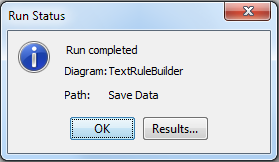 Run Status
Run completed
Diagram: TextRuleBuilder
Path: Save Data
OK Results...